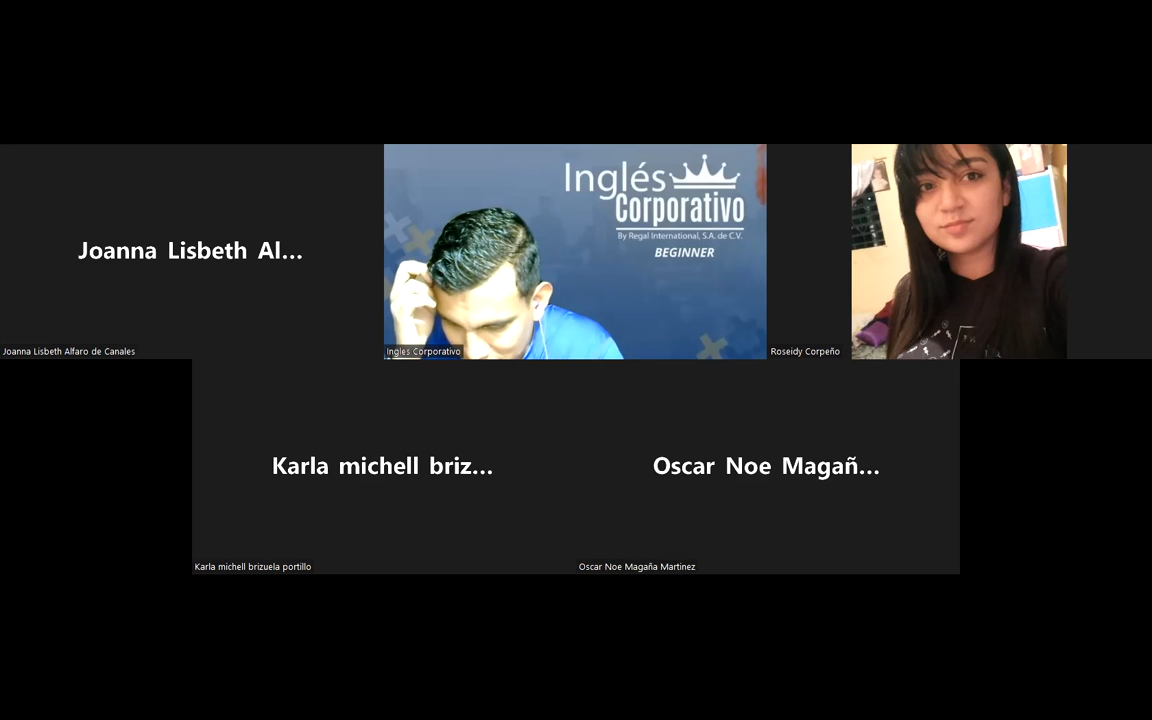 Joanna Lisbeth Al...
Joanna Lisbeth Alfaro de Canales
Inglés
Corporativo
By Regal International, S.A. de C.V.
BEGINNER
Inglés Corporativo
Roseidy Corpeño
Karla michell briz...
Karla michell brizuela portillo
Oscar Noe Magañ...
Oscar Noe Magaña Martinez